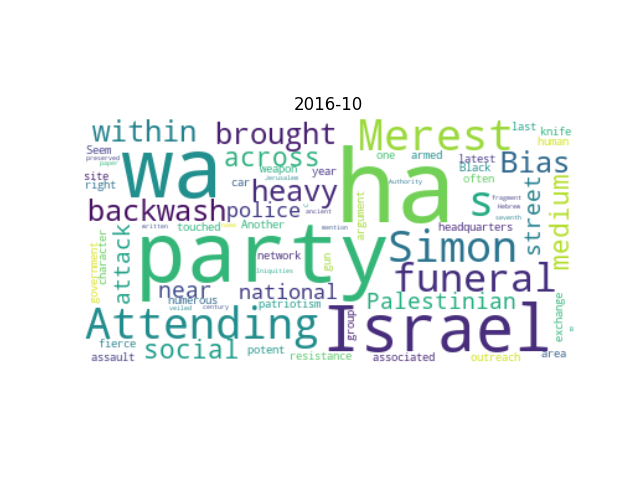 2016-10
within brought Merest last knife
human
Seem preserved paper wa across Weapon year one armed latest Black Bias
site right car heavy ha often s
Jerusalem Authority fragment Hebrew seventh
backwash police touched Another ancient argument headquarters street medium
written mention
government character attack party network gun Simon
Iniquities
near national funeral
numerous patriotism Palestinian
veiled century
Attending group Israel exchange
fierce social potent resistance associated outreach area
assault